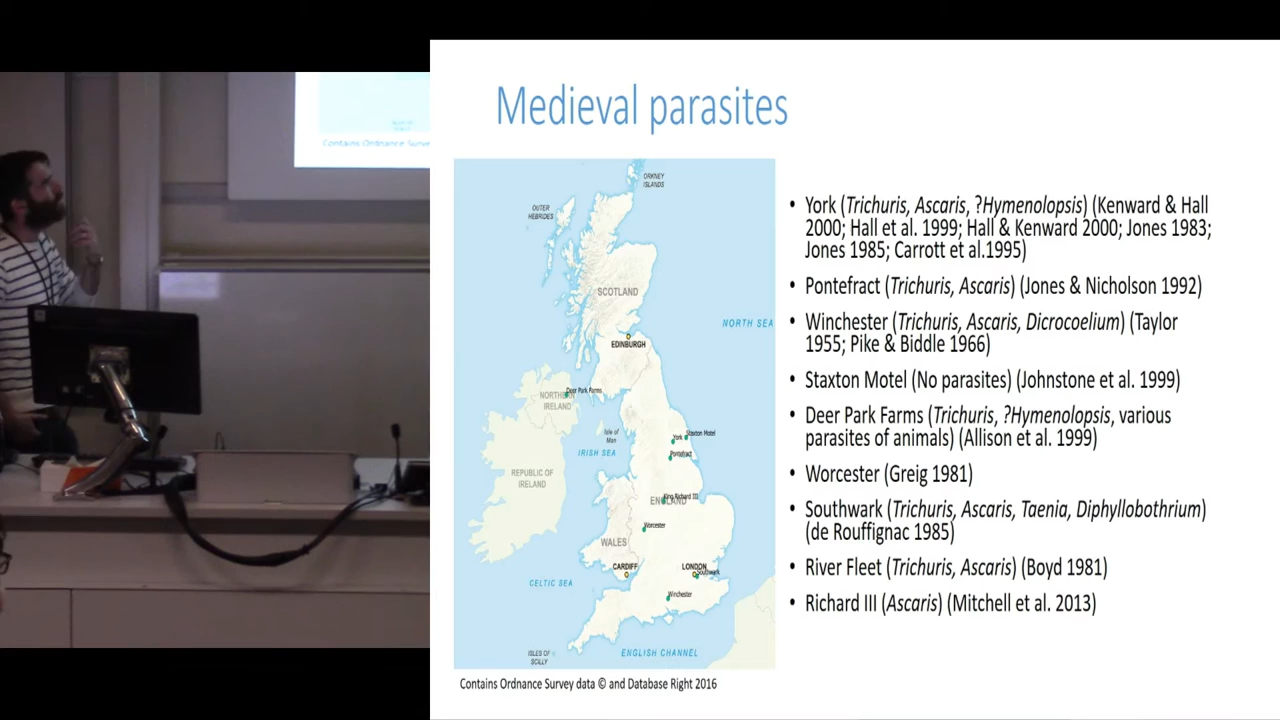 Medieval parasites
Contains Ordnance Surve
ORKNEY
ISLANDS
OUTER
HEBRIDES
SCOTLAND
NORTH SEA
EDINBURGH
Deer Park Farms
NORTHERN
IRELAND
Isle of
Man
IRISH SEA
York
Staxton Motel
Pontefract
REPUBLIC OF
IRELAND
King Richard III
ENGLAND
Worcester
WALES
CARDIFF
LONDON
Southwark
CELTIC SEA
Winchester
ISLES OF
SCILLY
ENGLISH CHANNEL
Contains Ordnance Survey data © and Database Right 2016
• York (Trichuris, Ascaris, ?Hymenolopsis) (Kenward & Hall
2000; Hall et al. 1999; Hall & Kenward 2000; Jones 1983;
Jones 1985; Carrott et al.1995)
• Pontefract (Trichuris, Ascaris) (Jones & Nicholson 1992)
• Winchester (Trichuris, Ascaris, Dicrocoelium) (Taylor
1955; Pike & Biddle 1966)
• Staxton Motel (No parasites) (Johnstone et al. 1999)
• Deer Park Farms (Trichuris, ?Hymenolopsis, various
parasites of animals) (Allison et al. 1999)
• Worcester (Greig 1981)
• Southwark (Trichuris, Ascaris, Taenia, Diphyllobothrium)
(de Rouffignac 1985)
• River Fleet (Trichuris, Ascaris) (Boyd 1981)
• Richard III (Ascaris) (Mitchell et al. 2013)